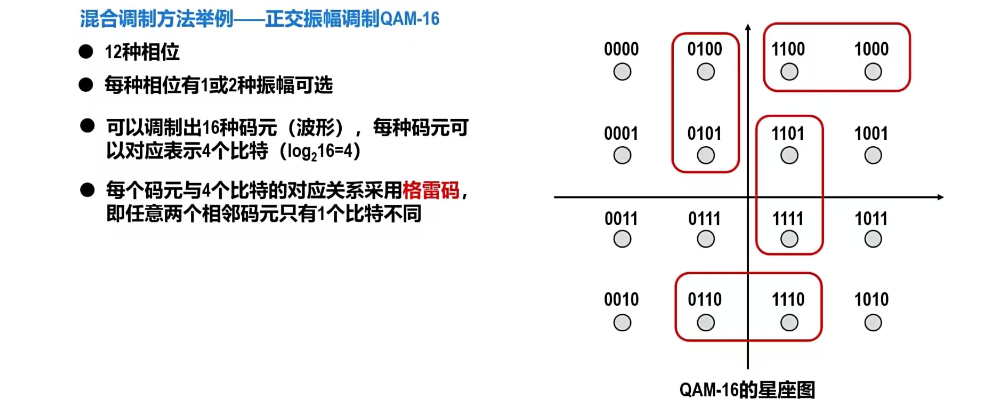 混合调制方法举例——正交振幅调制QAM-16
● 12种相位
● 每种相位有1或2种振幅可选
● 可以调制出16种码元（波形），每种码元可
以对应表示4个比特（log₂16=4）
● 每个码元与4个比特的对应关系采用格雷码，
即任意两个相邻码元只有1个比特不同
0000 0100 1100 1000
0001 0101 1101 1001
0011 0111 1111 1011
0010 0110 1110 1010
QAM-16的星座图